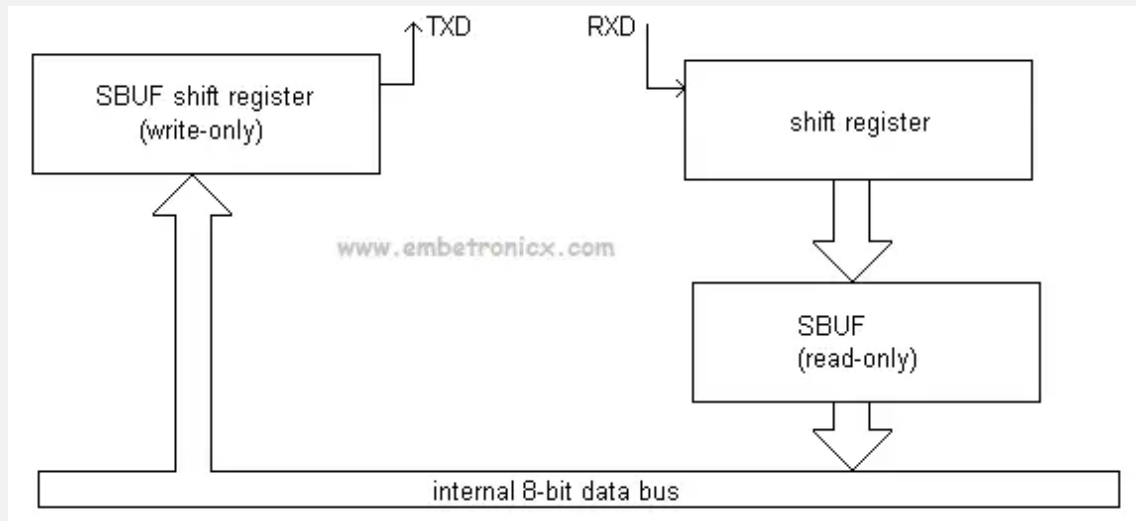 TXD
RXD
SBUF shift register
(write-only)
shift register
www.embetronicx.com
SBUF
(read-only)
internal 8-bit data bus